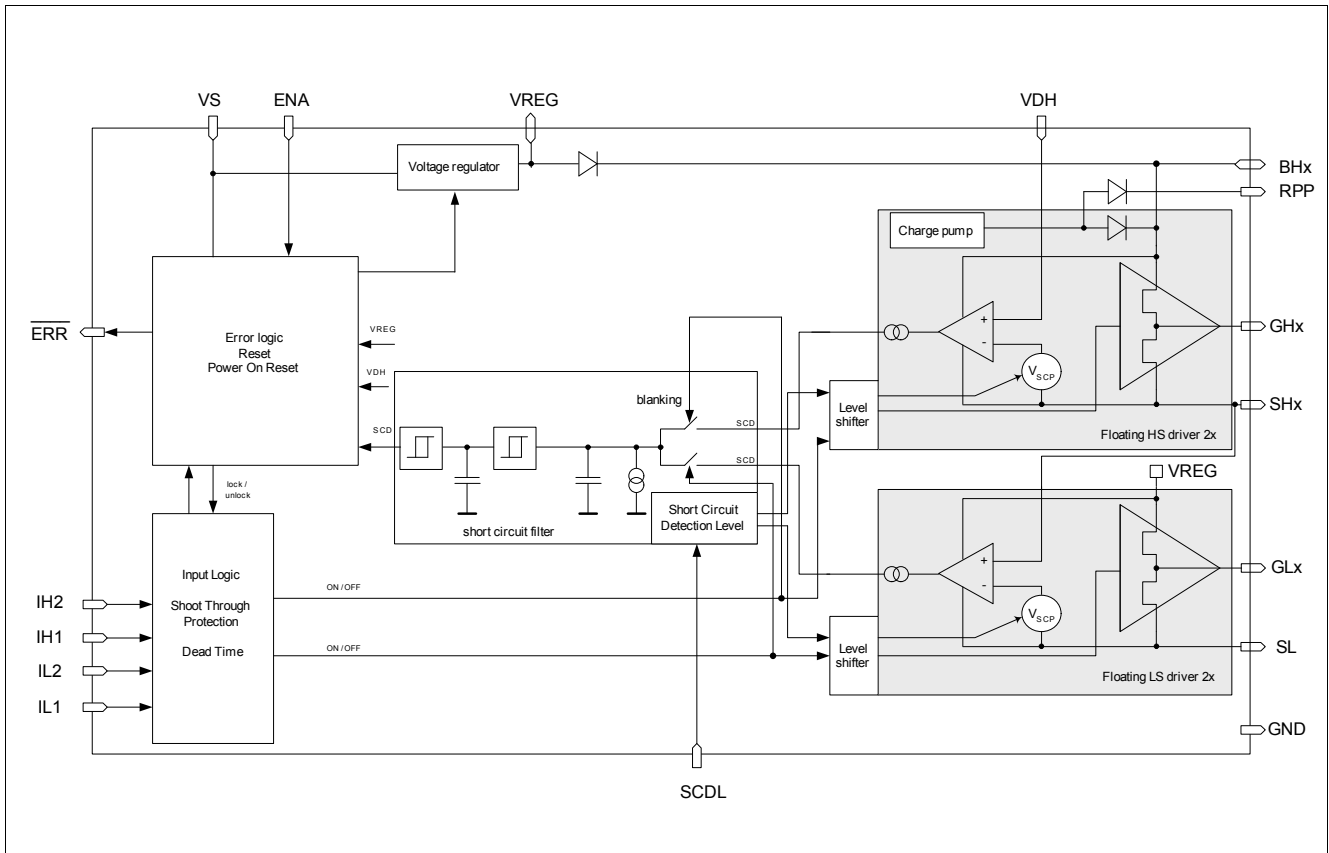 VS
ENA
VREG
VDH
Voltage regulator
BHx
RPP
Charge pump
ERR
Error logic
Reset
Power On Reset
VREG
VDH
SCD
GHx
+
-
VSCP
SHx
Level
shifter
Floating HS driver 2x
blanking
SCD
SCD
short circuit filter
Short Circuit
Detection Level
lock /
unlock
VREG
Input Logic
Shoot Through
Protection
Dead Time
ON / OFF
ON / OFF
IH2
IH1
IL2
IL1
+
-
VSCP
GLx
SL
Level
shifter
Floating LS driver 2x
GND
SCDL